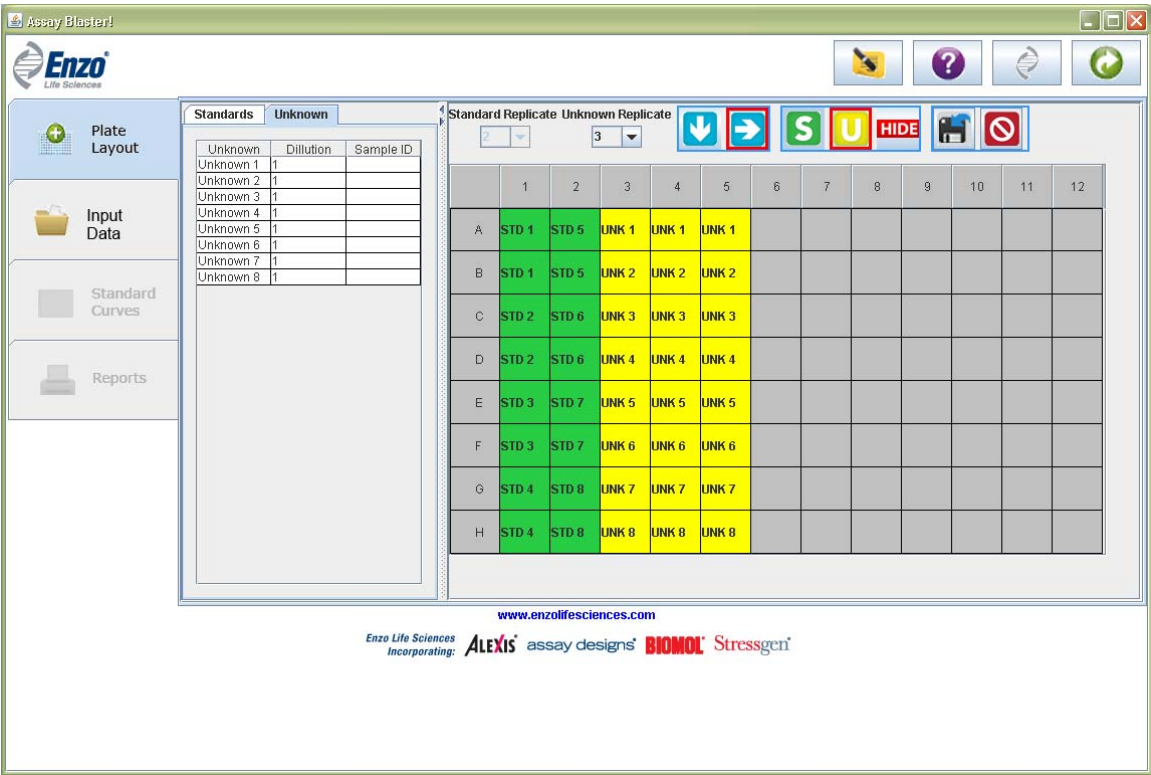 Assay Blaster!
Enzo
Life Sciences
?
Plate
Layout
Input
Data
Standard
Curves
Reports
Standards Unknown
Unknown Dillution Sample ID
Unknown 1 1
Unknown 2 1
Unknown 3 1
Unknown 4 1
Unknown 5 1
Unknown 6 1
Unknown 7 1
Unknown 8 1
Standard Replicate Unknown Replicate
2 3
S U HIDE
1 2 3 4 5 6 7 8 9 10 11 12
A STD 1 STD 5 UNK 1 UNK 1 UNK 1
B STD 1 STD 5 UNK 2 UNK 2 UNK 2
C STD 2 STD 6 UNK 3 UNK 3 UNK 3
D STD 2 STD 6 UNK 4 UNK 4 UNK 4
E STD 3 STD 7 UNK 5 UNK 5 UNK 5
F STD 3 STD 7 UNK 6 UNK 6 UNK 6
G STD 4 STD 8 UNK 7 UNK 7 UNK 7
H STD 4 STD 8 UNK 8 UNK 8 UNK 8
www.enzolifesciences.com
Enzo Life Sciences
Incorporating: ALEXIS assay designs BIOMOL Stressgen